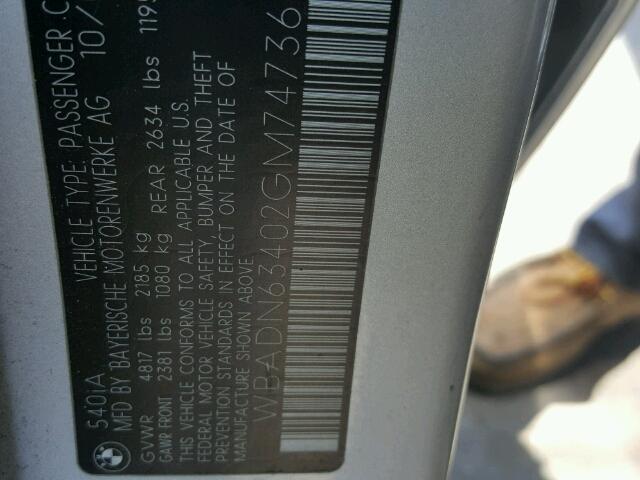 540IA VEHICLE TYPE: PASSENGER C
MFD BY BAYERISCHE MOTORENWERKE AG 10/
GVWR 4817 lbs 2185 kg
GAWR FRONT 2381 lbs 1080 kg REAR 2634 lbs 1195
THIS VEHICLE CONFORMS TO ALL APPLICABLE U.S.
FEDERAL MOTOR VEHICLE SAFETY, BUMPER AND THEFT
PREVENTION STANDARDS IN EFFECT ON THE DATE OF
MANUFACTURE SHOWN ABOVE
WBADN63402GM74736